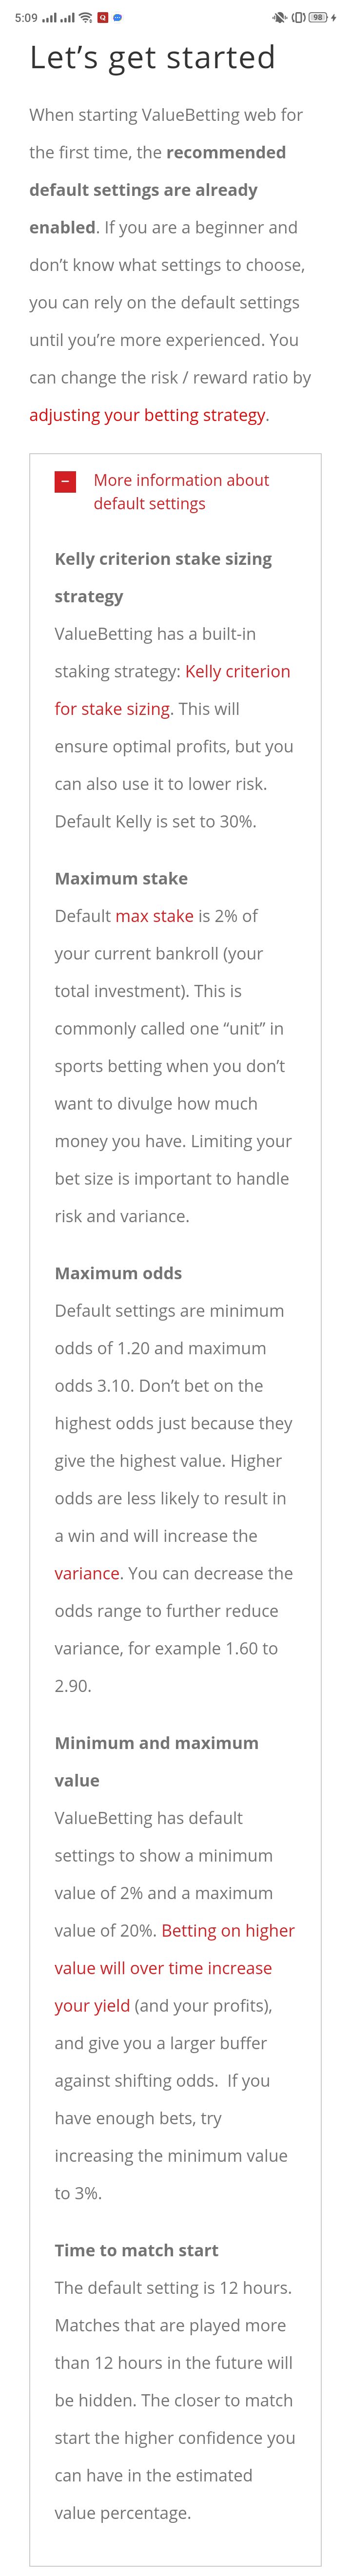 5:09
98
Let’s get started
When starting ValueBetting web for
the first time, the recommended
default settings are already
enabled. If you are a beginner and
don’t know what settings to choose,
you can rely on the default settings
until you’re more experienced. You
can change the risk / reward ratio by
adjusting your betting strategy.
More information about
default settings
Kelly criterion stake sizing
strategy
ValueBetting has a built-in
staking strategy: Kelly criterion
for stake sizing. This will
ensure optimal profits, but you
can also use it to lower risk.
Default Kelly is set to 30%.
Maximum stake
Default max stake is 2% of
your current bankroll (your
total investment). This is
commonly called one “unit” in
sports betting when you don’t
want to divulge how much
money you have. Limiting your
bet size is important to handle
risk and variance.
Maximum odds
Default settings are minimum
odds of 1.20 and maximum
odds 3.10. Don’t bet on the
highest odds just because they
give the highest value. Higher
odds are less likely to result in
a win and will increase the
variance. You can decrease the
odds range to further reduce
variance, for example 1.60 to
2.90.
Minimum and maximum
value
ValueBetting has default
settings to show a minimum
value of 2% and a maximum
value of 20%. Betting on higher
value will over time increase
your yield (and your profits),
and give you a larger buffer
against shifting odds.  If you
have enough bets, try
increasing the minimum value
to 3%.
Time to match start
The default setting is 12 hours.
Matches that are played more
than 12 hours in the future will
be hidden. The closer to match
start the higher confidence you
can have in the estimated
value percentage.